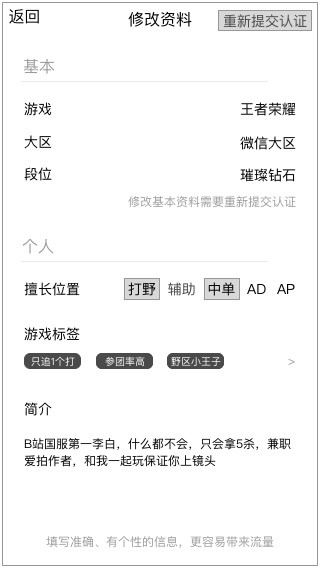 返回 修改资料 重新提交认证
基本
游戏 王者荣耀
大区 微信大区
段位 璀璨钻石
修改基本资料需要重新提交认证
个人
擅长位置 打野 辅助 中单 AD AP
游戏标签
只追1个打 参团率高 野区小王子 >
简介
B站国服第一李白，什么都不会，只会拿5杀，兼职
爱拍作者，和我一起玩保证你上镜头
填写准确、有个性的信息，更容易带来流量